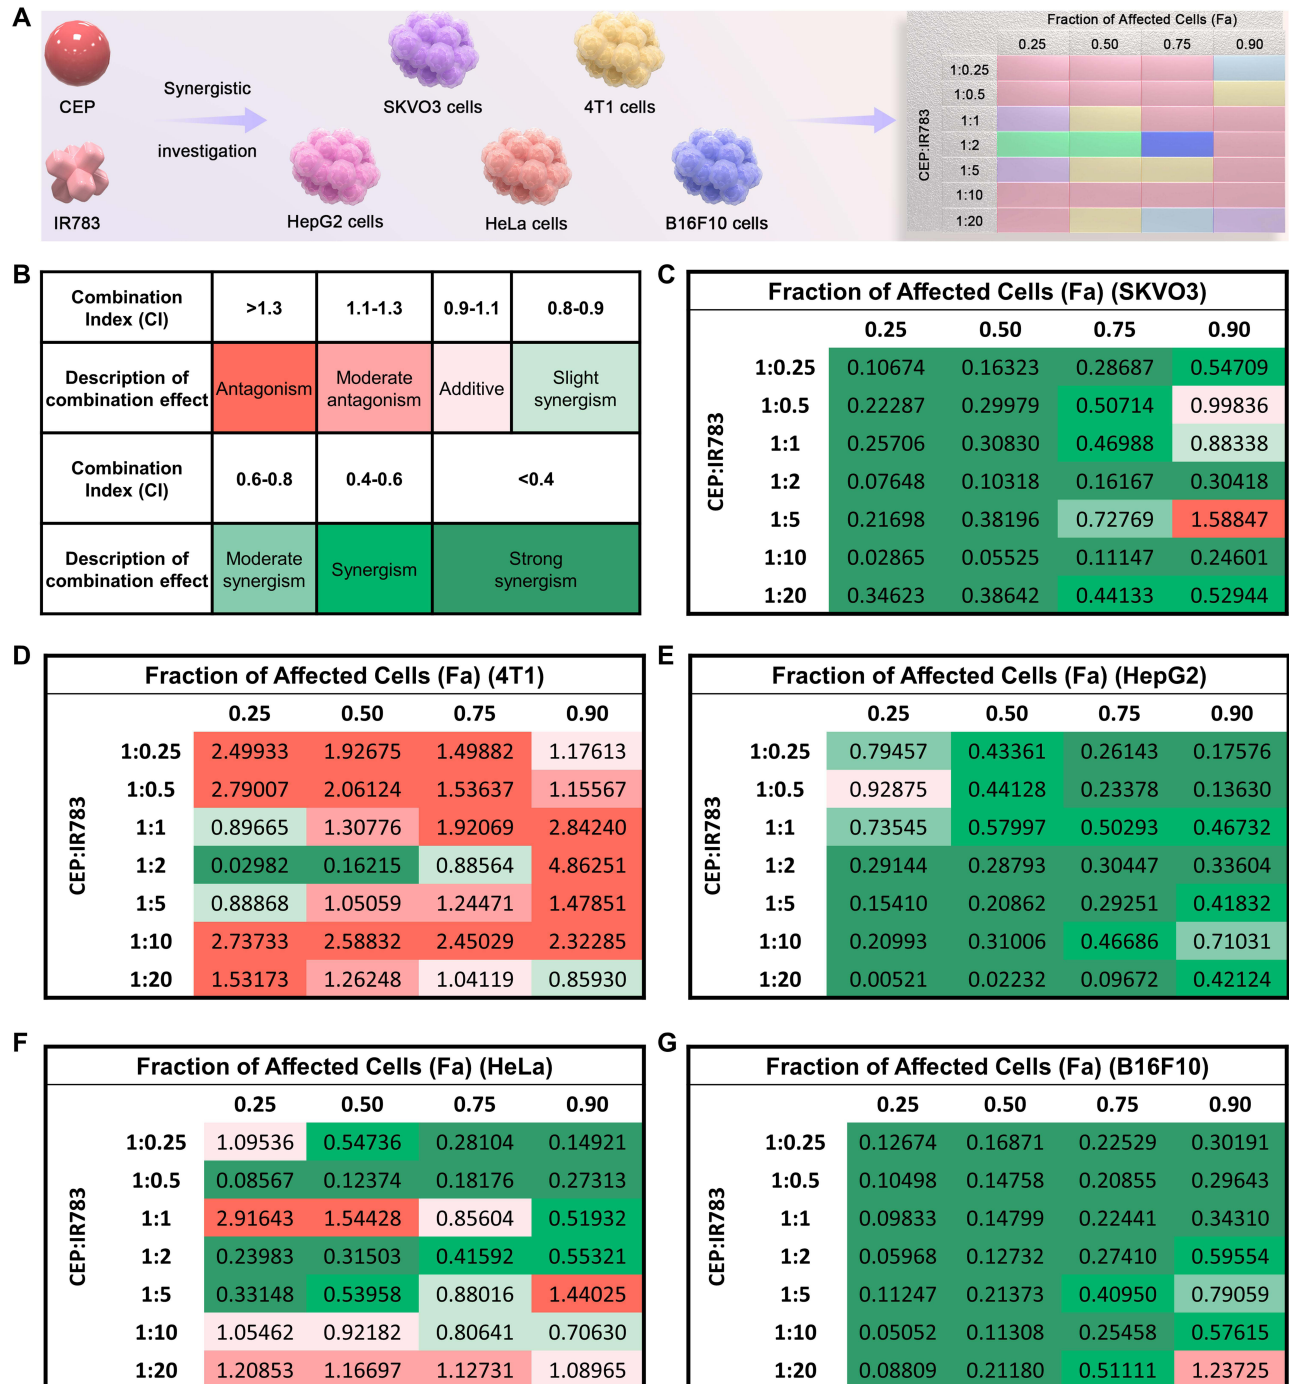 A
CEP
IR783
Synergistic
investigation
SKVO3 cells
4T1 cells
HepG2 cells
HeLa cells
B16F10 cells
Fraction of Affected Cells (Fa)
0.25 0.50 0.75 0.90
CEP:IR783
1:0.25
1:0.5
1:1
1:2
1:5
1:10
1:20
B
Combination
Index (CI)
>1.3 1.1-1.3 0.9-1.1 0.8-0.9
Description of
combination effect
Antagonism
Moderate
antagonism
Additive
Slight
synergism
Combination
Index (CI)
0.6-0.8 0.4-0.6 <0.4
Description of
combination effect
Moderate
synergism
Synergism
Strong
synergism
C
Fraction of Affected Cells (Fa) (SKVO3)
0.25 0.50 0.75 0.90
CEP:IR783
1:0.25 0.10674 0.16323 0.28687 0.54709
1:0.5 0.22287 0.29979 0.50714 0.99836
1:1 0.25706 0.30830 0.46988 0.88338
1:2 0.07648 0.10318 0.16167 0.30418
1:5 0.21698 0.38196 0.72769 1.58847
1:10 0.02865 0.05525 0.11147 0.24601
1:20 0.34623 0.38642 0.44133 0.52944
D
Fraction of Affected Cells (Fa) (4T1)
0.25 0.50 0.75 0.90
CEP:IR783
1:0.25 2.49933 1.92675 1.49882 1.17613
1:0.5 2.79007 2.06124 1.53637 1.15567
1:1 0.89665 1.30776 1.92069 2.84240
1:2 0.02982 0.16215 0.88564 4.86251
1:5 0.88868 1.05059 1.24471 1.47851
1:10 2.73733 2.58832 2.45029 2.32285
1:20 1.53173 1.26248 1.04119 0.85930
E
Fraction of Affected Cells (Fa) (HepG2)
0.25 0.50 0.75 0.90
CEP:IR783
1:0.25 0.79457 0.43361 0.26143 0.17576
1:0.5 0.92875 0.44128 0.23378 0.13630
1:1 0.73545 0.57997 0.50293 0.46732
1:2 0.29144 0.28793 0.30447 0.33604
1:5 0.15410 0.20862 0.29251 0.41832
1:10 0.20993 0.31006 0.46686 0.71031
1:20 0.00521 0.02232 0.09672 0.42124
F
Fraction of Affected Cells (Fa) (HeLa)
0.25 0.50 0.75 0.90
CEP:IR783
1:0.25 1.09536 0.54736 0.28104 0.14921
1:0.5 0.08567 0.12374 0.18176 0.27313
1:1 2.91643 1.54428 0.85604 0.51932
1:2 0.23983 0.31503 0.41592 0.55321
1:5 0.33148 0.53958 0.88016 1.44025
1:10 1.05462 0.92182 0.80641 0.70630
1:20 1.20853 1.16697 1.12731 1.08965
G
Fraction of Affected Cells (Fa) (B16F10)
0.25 0.50 0.75 0.90
CEP:IR783
1:0.25 0.12674 0.16871 0.22529 0.30191
1:0.5 0.10498 0.14758 0.20855 0.29643
1:1 0.09833 0.14799 0.22441 0.34310
1:2 0.05968 0.12732 0.27410 0.59554
1:5 0.11247 0.21373 0.40950 0.79059
1:10 0.05052 0.11308 0.25458 0.57615
1:20 0.08809 0.21180 0.51111 1.23725